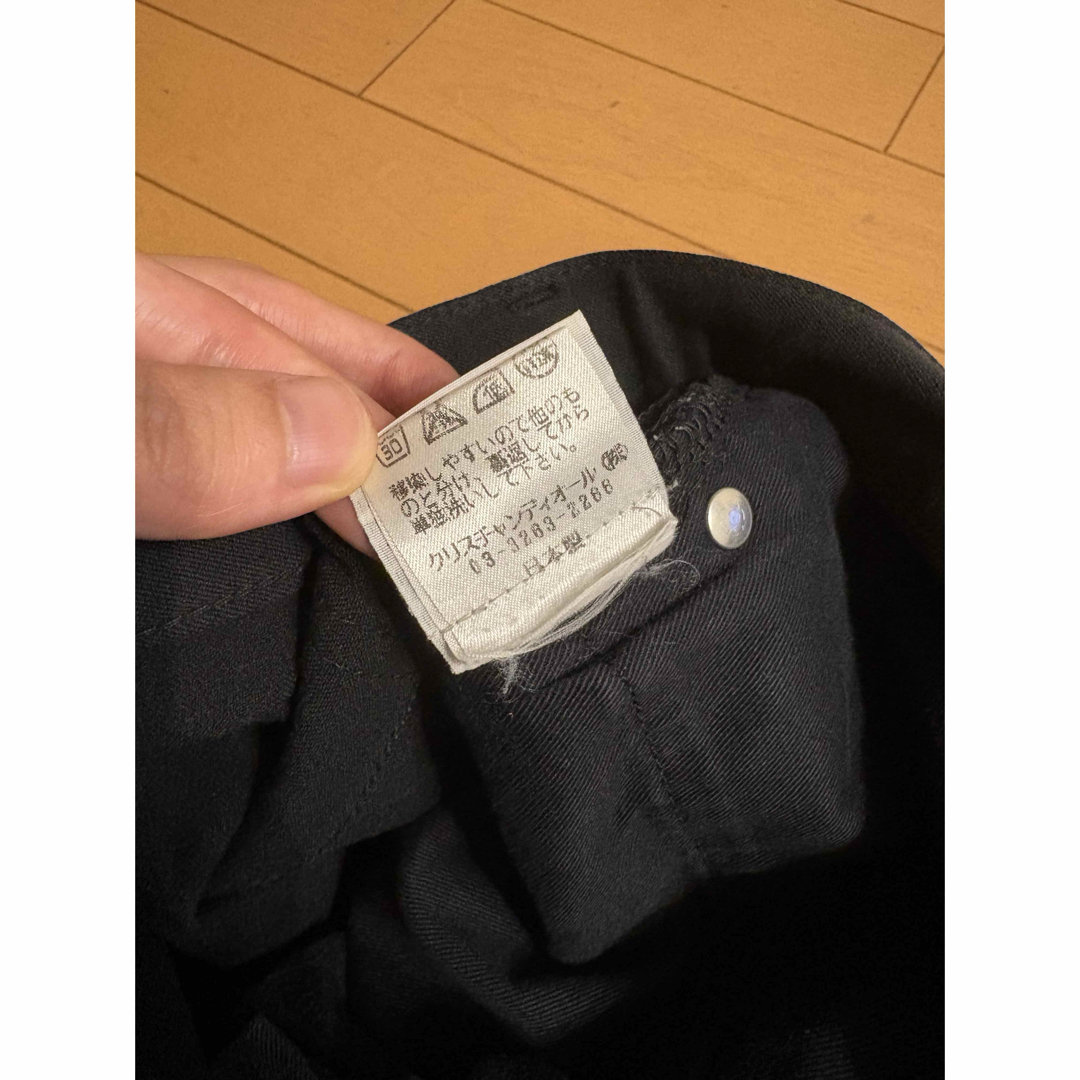 30
移染しやすいので他のも
のと分け、裏返してから
単独洗いして下さい。
クリスチャンディオール(株)
03-3263-2266
日本製